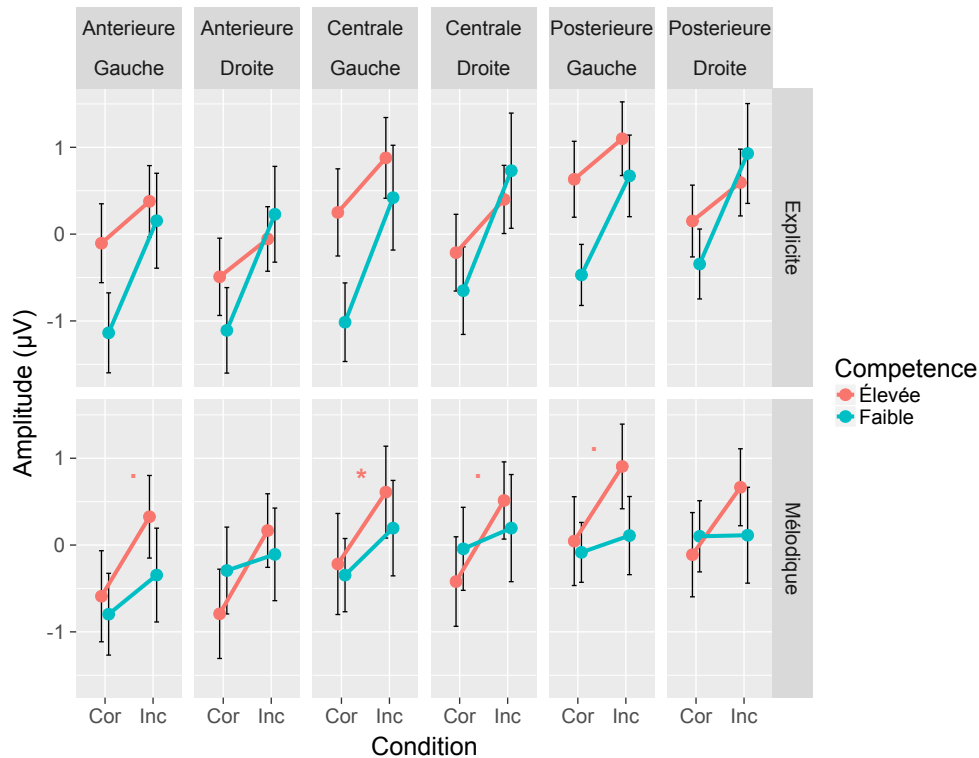 Anterieure Anterieure Centrale Centrale Posterieure Posterieure
Gauche Droite Gauche Droite Gauche Droite
1
0
-1
Explicite
Amplitude (µV)
Competence
Élevée
Faible
1
0
-1
*
Mélodique
Cor Inc Cor Inc Cor Inc Cor Inc Cor Inc Cor Inc
Condition